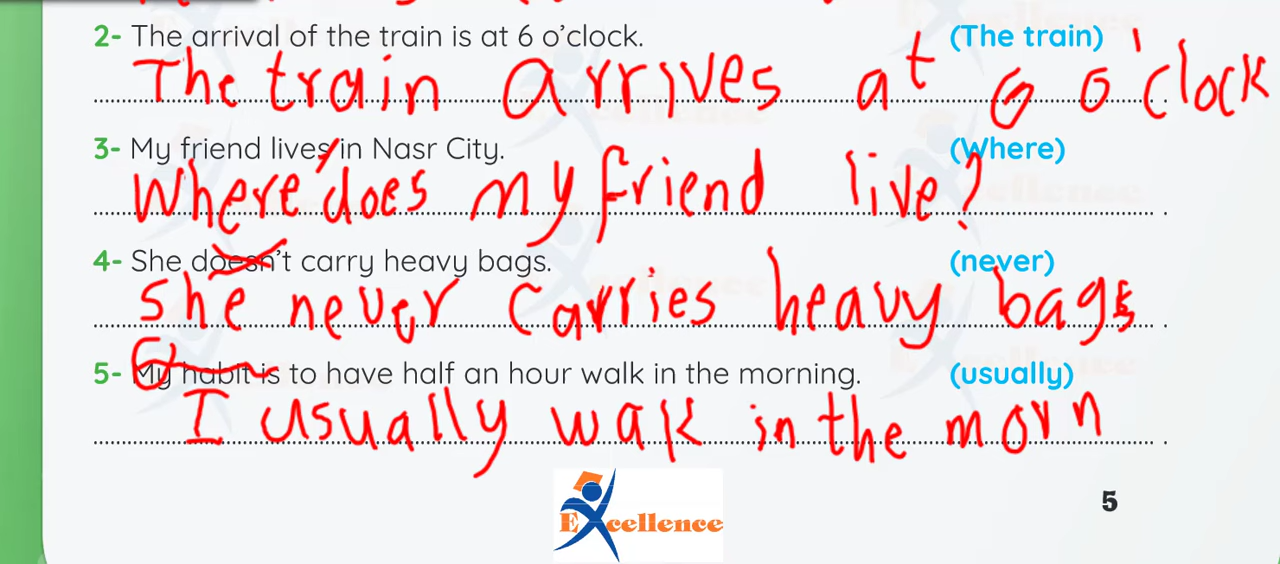 2- The arrival of the train is at 6 o'clock. (The train)
The train arrives at 6 o'clock
3- My friend lives in Nasr City. (Where)
Where does my friend live?
4- She doesn't carry heavy bags. (never)
She never carries heavy bags
5- My habit is to have half an hour walk in the morning. (usually)
I usually walk in the morn
Excellence
5